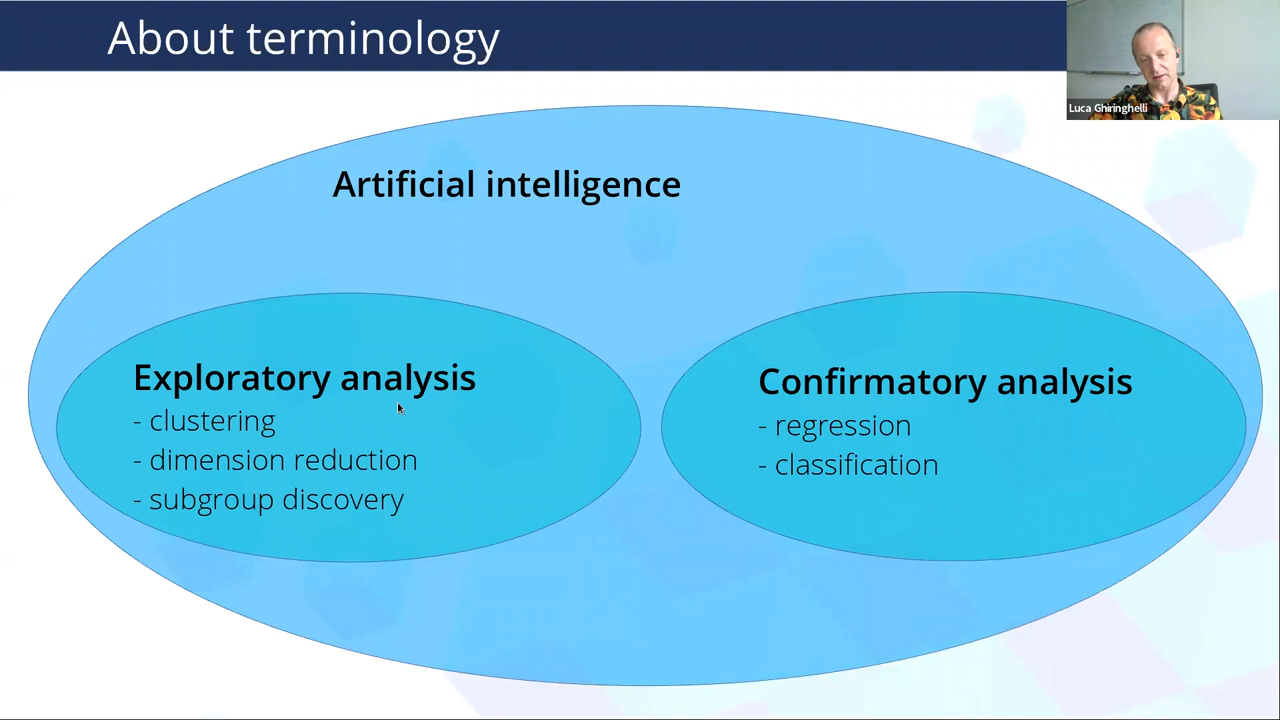 About terminology
Luca Ghiringhelli
Artificial intelligence
Exploratory analysis
- clustering
- dimension reduction
- subgroup discovery
Confirmatory analysis
- regression
- classification